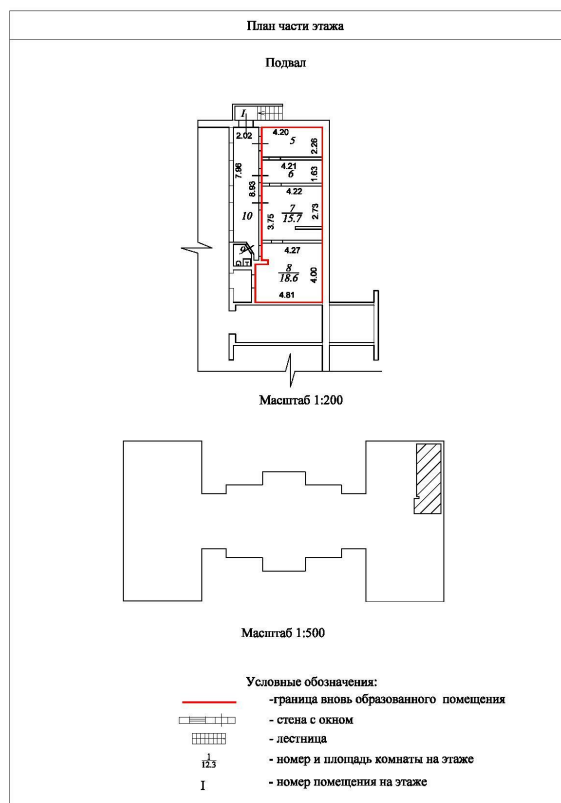 План части этажа
Подвал
I
2.02
4.20
5
2.26
7.96
4.21
6
1.63
8.93
4.22
7
15.7
2.73
3.75
10
9
4.27
8
18.6
4.00
4.81
Масштаб 1:200
Масштаб 1:500
Условные обозначения:
-граница вновь образованного помещения
- стена с окном
- лестница
1
12.3
- номер и площадь комнаты на этаже
I
- номер помещения на этаже